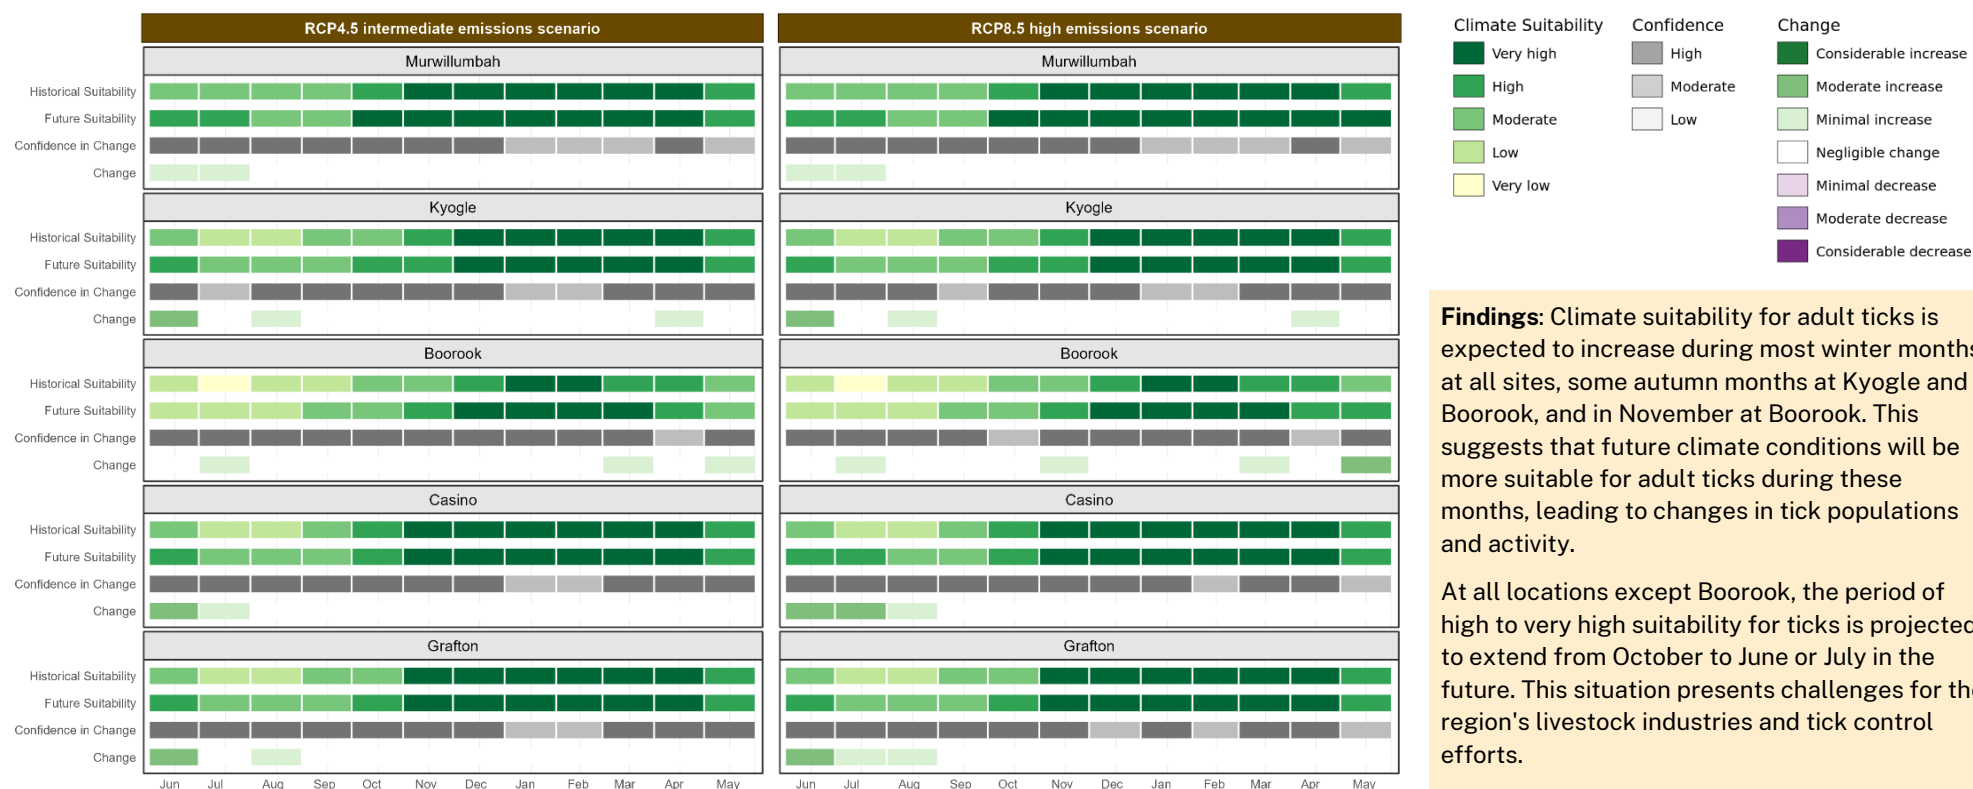 RCP4.5 intermediate emissions scenario
RCP8.5 high emissions scenario
Murwillumbah
Historical Suitability
Future Suitability
Confidence in Change
Change
Murwillumbah
Kyogle
Historical Suitability
Future Suitability
Confidence in Change
Change
Kyogle
Boorook
Historical Suitability
Future Suitability
Confidence in Change
Change
Boorook
Casino
Historical Suitability
Future Suitability
Confidence in Change
Change
Casino
Grafton
Historical Suitability
Future Suitability
Confidence in Change
Change
Grafton
Jun Jul Aug Sep Oct Nov Dec Jan Feb Mar Apr May
Jun Jul Aug Sep Oct Nov Dec Jan Feb Mar Apr May
Climate Suitability
Very high
High
Moderate
Low
Very low
Confidence
High
Moderate
Low
Change
Considerable increase
Moderate increase
Minimal increase
Negligible change
Minimal decrease
Moderate decrease
Considerable decrease
Findings: Climate suitability for adult ticks is
expected to increase during most winter months
at all sites, some autumn months at Kyogle and
Boorook, and in November at Boorook. This
suggests that future climate conditions will be
more suitable for adult ticks during these
months, leading to changes in tick populations
and activity.
At all locations except Boorook, the period of
high to very high suitability for ticks is projected
to extend from October to June or July in the
future. This situation presents challenges for the
region's livestock industries and tick control
efforts.